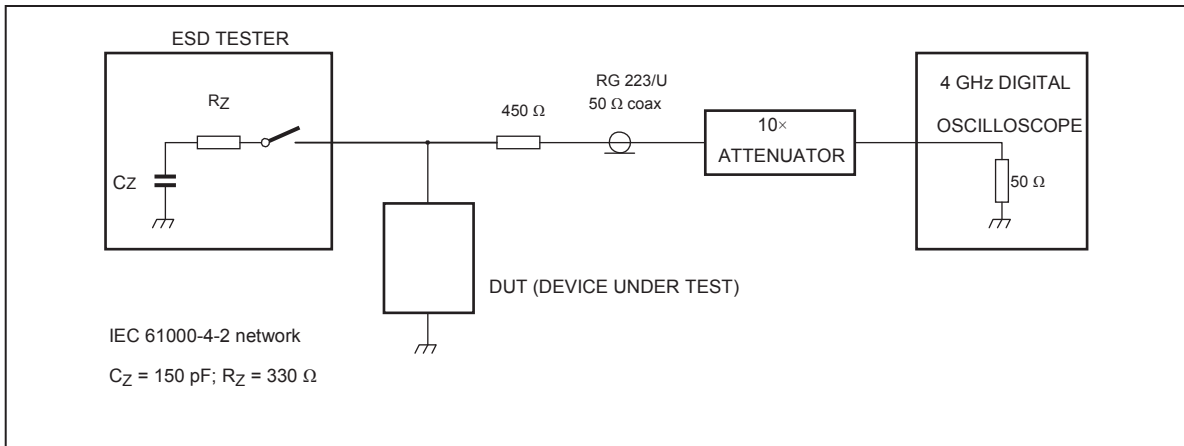 ESD TESTER
RZ
CZ
450 Ω
RG 223/U
50 Ω coax
10×
ATTENUATOR
4 GHz DIGITAL
OSCILLOSCOPE
50 Ω
DUT (DEVICE UNDER TEST)
IEC 61000-4-2 network
CZ = 150 pF; RZ = 330 Ω